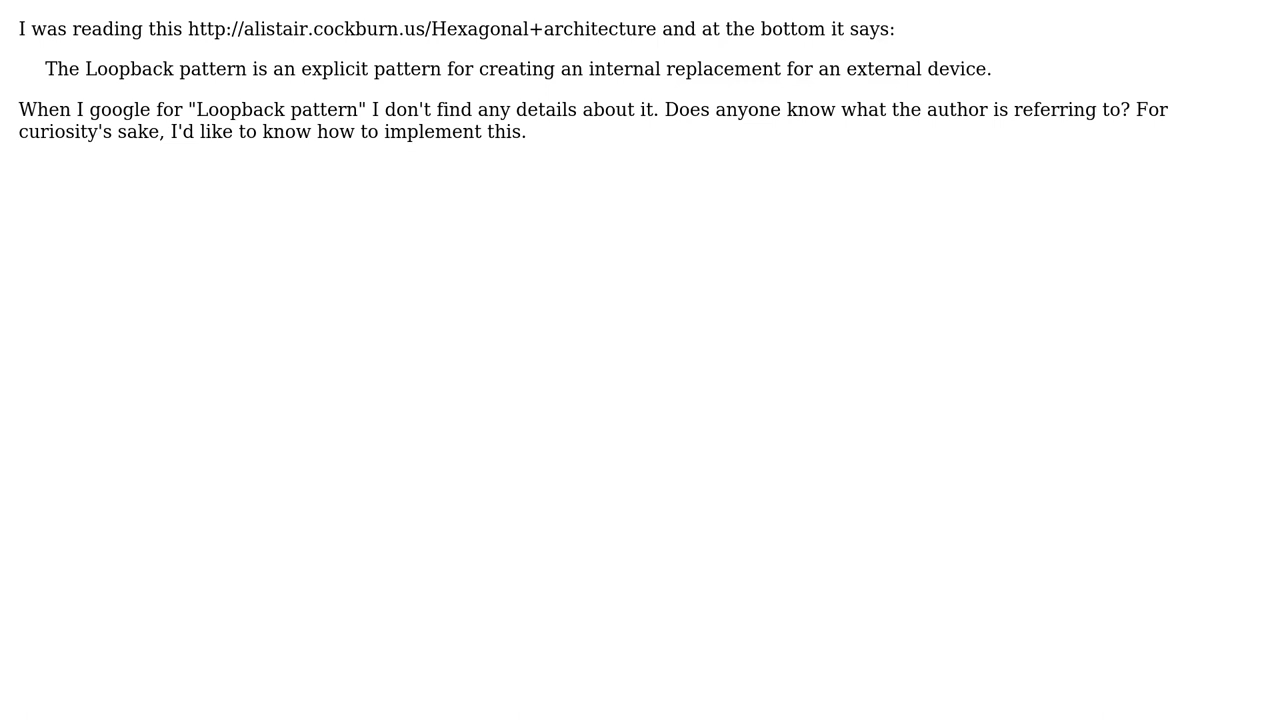 I was reading this http://alistair.cockburn.us/Hexagonal+architecture and at the bottom it says:
The Loopback pattern is an explicit pattern for creating an internal replacement for an external device.
When I google for "Loopback pattern" I don't find any details about it. Does anyone know what the author is referring to? For
curiosity's sake, I'd like to know how to implement this.